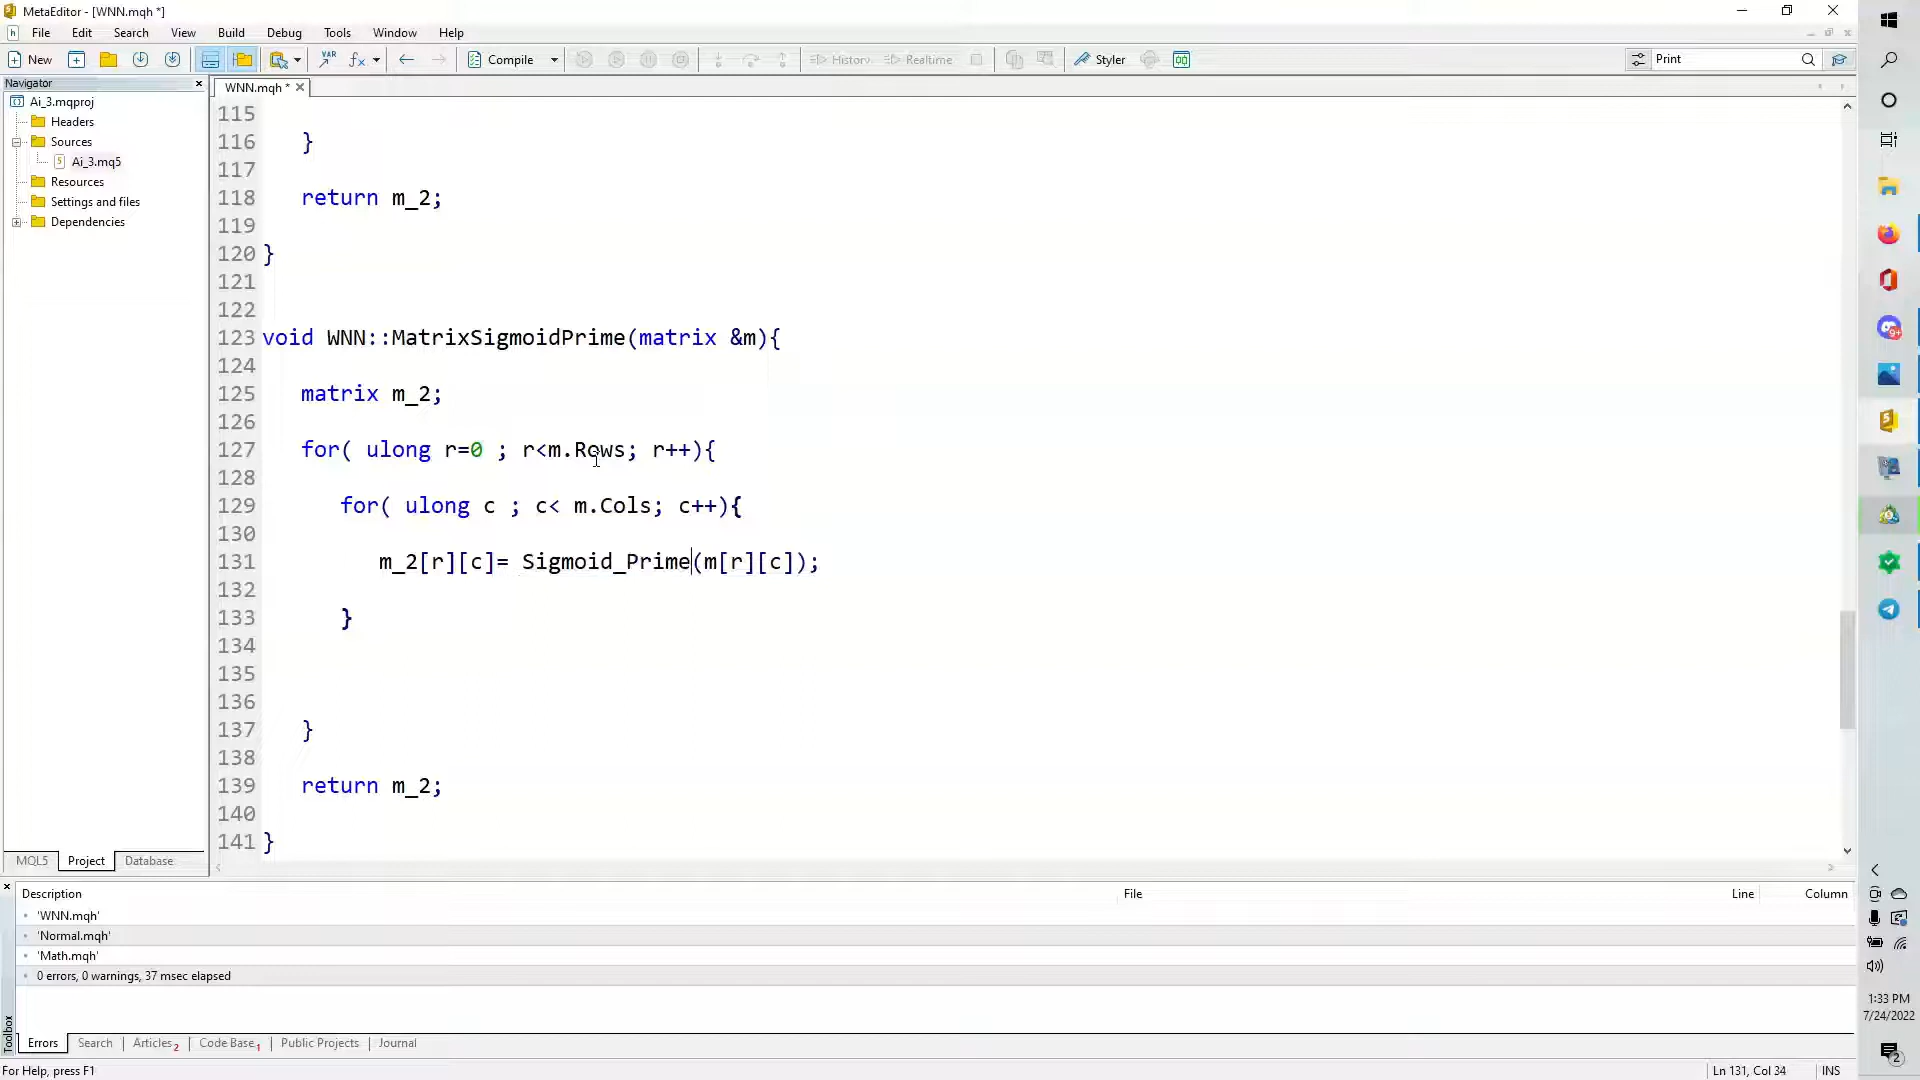 MetaEditor - [WNN.mqh *]
File Edit Search View Build Debug Tools Window Help
New VAR Compile History Realtime Styler Print
Navigator
WNN.mqh *
Ai_3.mqproj
Headers
Sources
Ai_3.mq5
Resources
Settings and files
Dependencies
115
116 }
117
118 return m_2;
119
120 }
121
122
123 void WNN::MatrixSigmoidPrime(matrix &m){
124
125 matrix m_2;
126
127 for( ulong r=0 ; r<m.Rows; r++){
128
129 for( ulong c ; c< m.Cols; c++){
130
131 m_2[r][c]= Sigmoid_Prime(m[r][c]);
132
133 }
134
135
136
137 }
138
139 return m_2;
140
141 }
MQL5 Project Database
Description File Line Column
'WNN.mqh'
'Normal.mqh'
'Math.mqh'
0 errors, 0 warnings, 37 msec elapsed
Toolbox
Errors Search Articles 2 Code Base 1 Public Projects Journal
For Help, press F1 Ln 131, Col 34 INS
9+
1:33 PM
7/24/2022
2